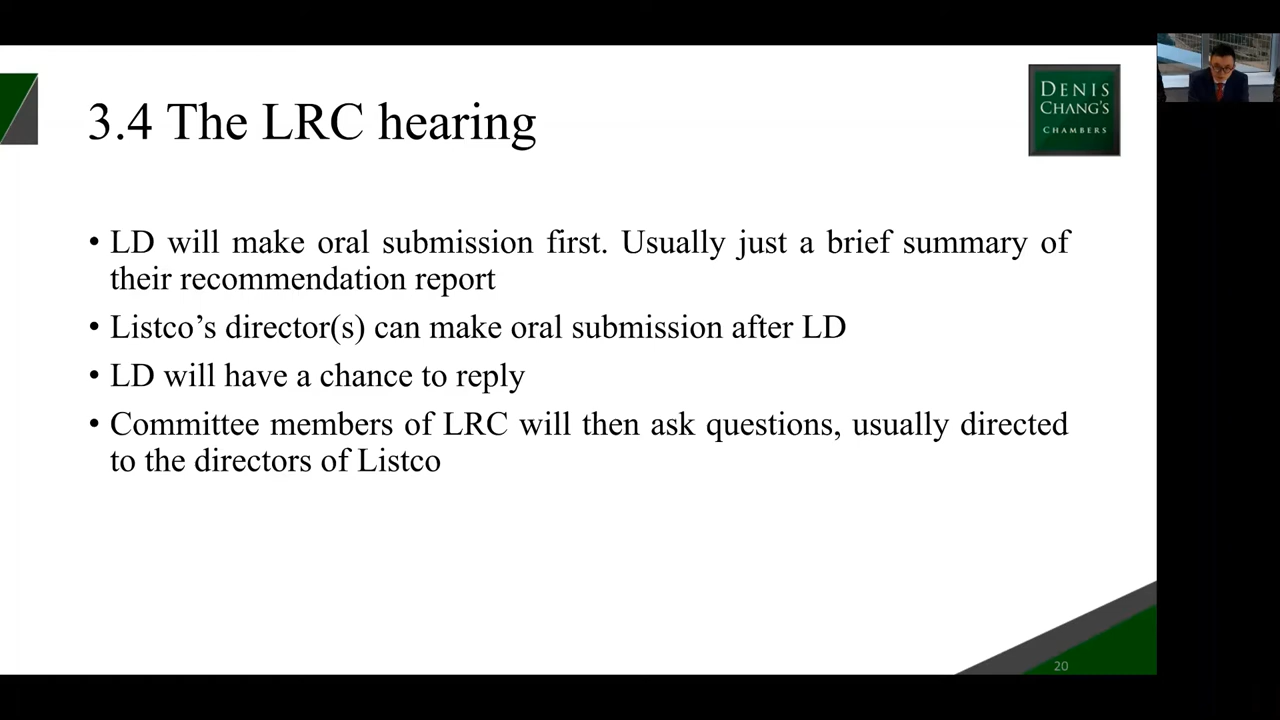 3.4 The LRC hearing
DENIS
CHANG'S
CHAMBERS
• LD will make oral submission first. Usually just a brief summary of
their recommendation report
• Listco’s director(s) can make oral submission after LD
• LD will have a chance to reply
• Committee members of LRC will then ask questions, usually directed
to the directors of Listco
20